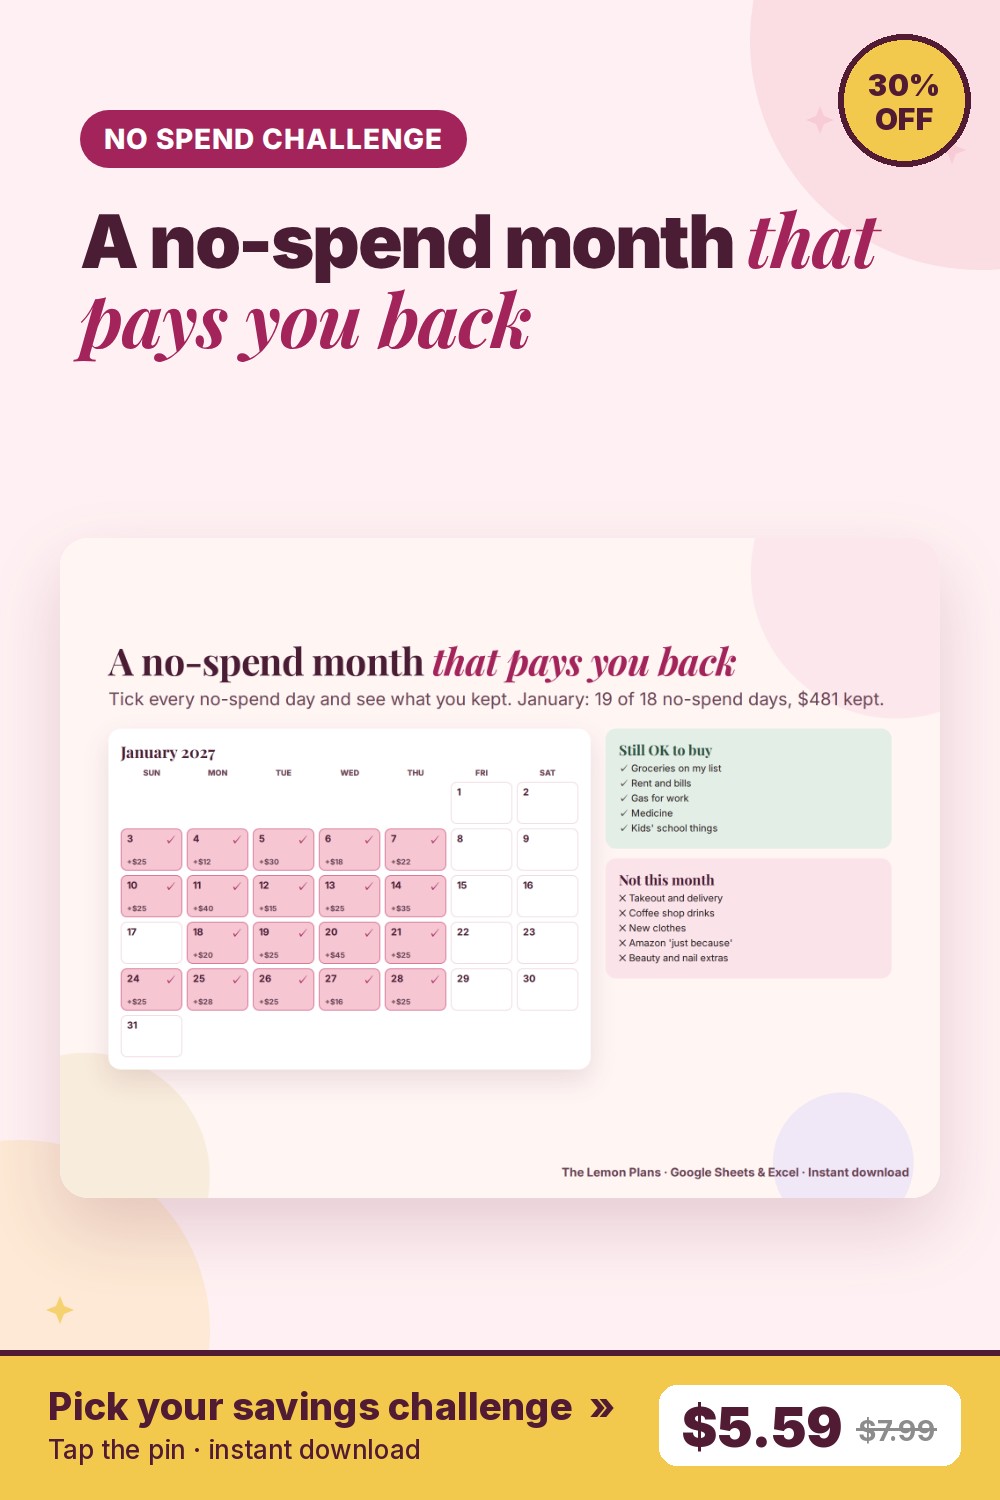 30%
OFF
NO SPEND CHALLENGE
A no-spend month that
pays you back
A no-spend month that pays you back
Tick every no-spend day and see what you kept. January: 19 of 18 no-spend days, $481 kept.
January 2027
SUN MON TUE WED THU FRI SAT
1 2
3 ✓ 4 ✓ 5 ✓ 6 ✓ 7 ✓ 8 9
+$25 +$12 +$30 +$18 +$22
10 ✓ 11 ✓ 12 ✓ 13 ✓ 14 ✓ 15 16
+$25 +$40 +$15 +$25 +$35
17 18 ✓ 19 ✓ 20 ✓ 21 ✓ 22 23
+$20 +$25 +$45 +$25
24 ✓ 25 ✓ 26 ✓ 27 ✓ 28 ✓ 29 30
+$25 +$28 +$25 +$16 +$25
31
Still OK to buy
✓ Groceries on my list
✓ Rent and bills
✓ Gas for work
✓ Medicine
✓ Kids' school things
Not this month
✕ Takeout and delivery
✕ Coffee shop drinks
✕ New clothes
✕ Amazon 'just because'
✕ Beauty and nail extras
The Lemon Plans · Google Sheets & Excel · Instant download
Pick your savings challenge »
Tap the pin · instant download
$5.59 $7.99